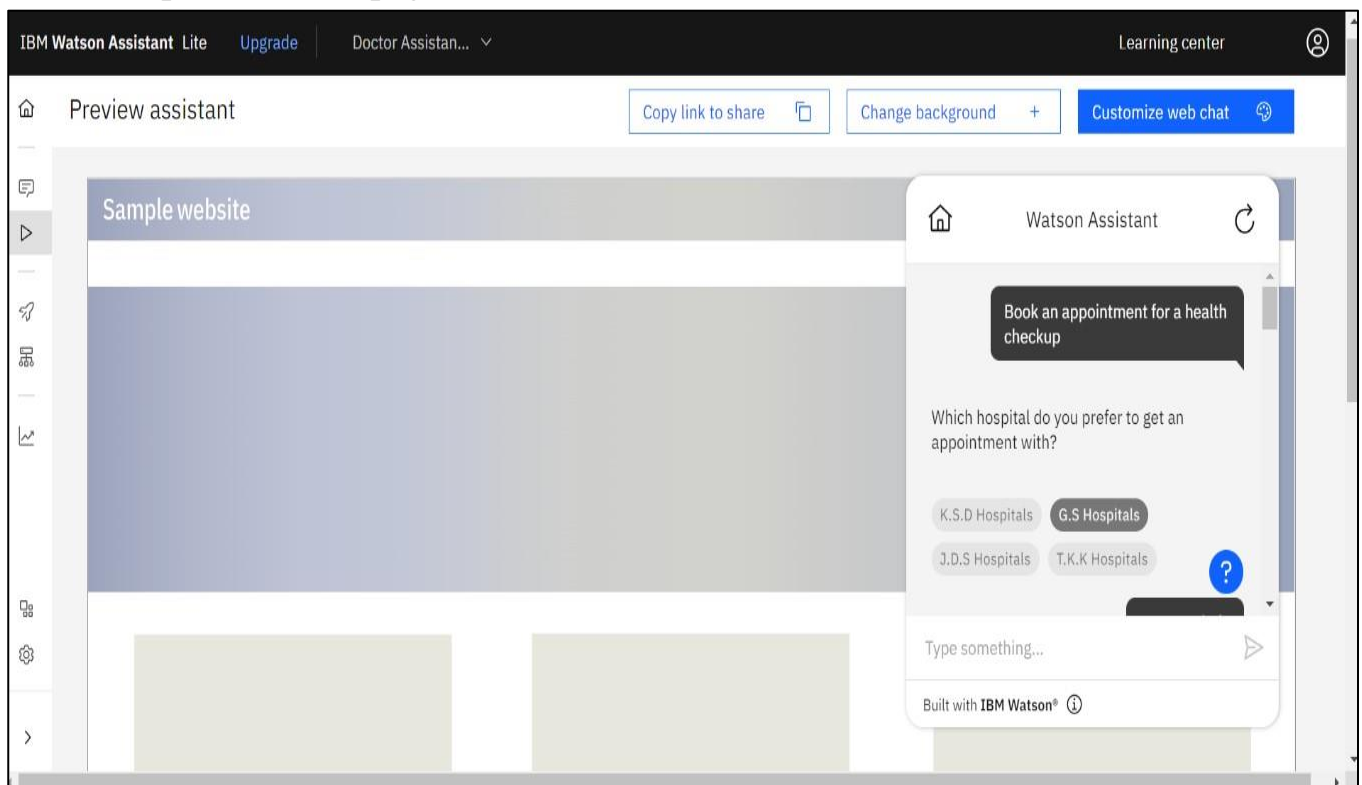 IBM Watson Assistant Lite Upgrade Doctor Assistan... Learning center
Preview assistant Copy link to share Change background + Customize web chat
Sample website
Watson Assistant
Book an appointment for a health
checkup
Which hospital do you prefer to get an
appointment with?
K.S.D Hospitals G.S Hospitals
J.D.S Hospitals T.K.K Hospitals
?
Type something...
Built with IBM Watson®